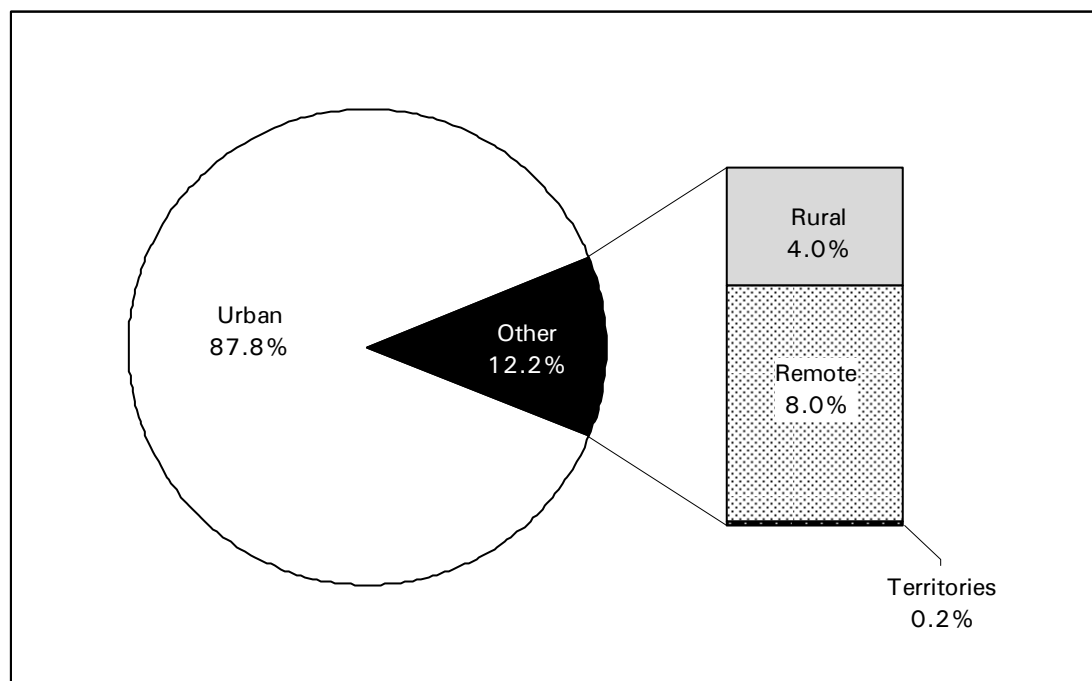 Urban
87.8%
Other
12.2%
Rural
4.0%
Remote
8.0%
Territories
0.2%